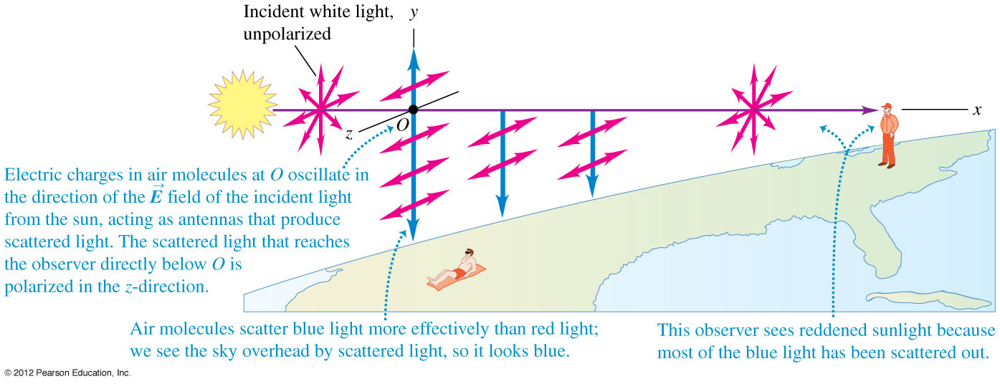 Incident white light,
unpolarized
y
O
z
x
Electric charges in air molecules at O oscillate in
the direction of the E⃗ field of the incident light
from the sun, acting as antennas that produce
scattered light. The scattered light that reaches
the observer directly below O is
polarized in the z-direction.
Air molecules scatter blue light more effectively than red light;
we see the sky overhead by scattered light, so it looks blue.
This observer sees reddened sunlight because
most of the blue light has been scattered out.
© 2012 Pearson Education, Inc.